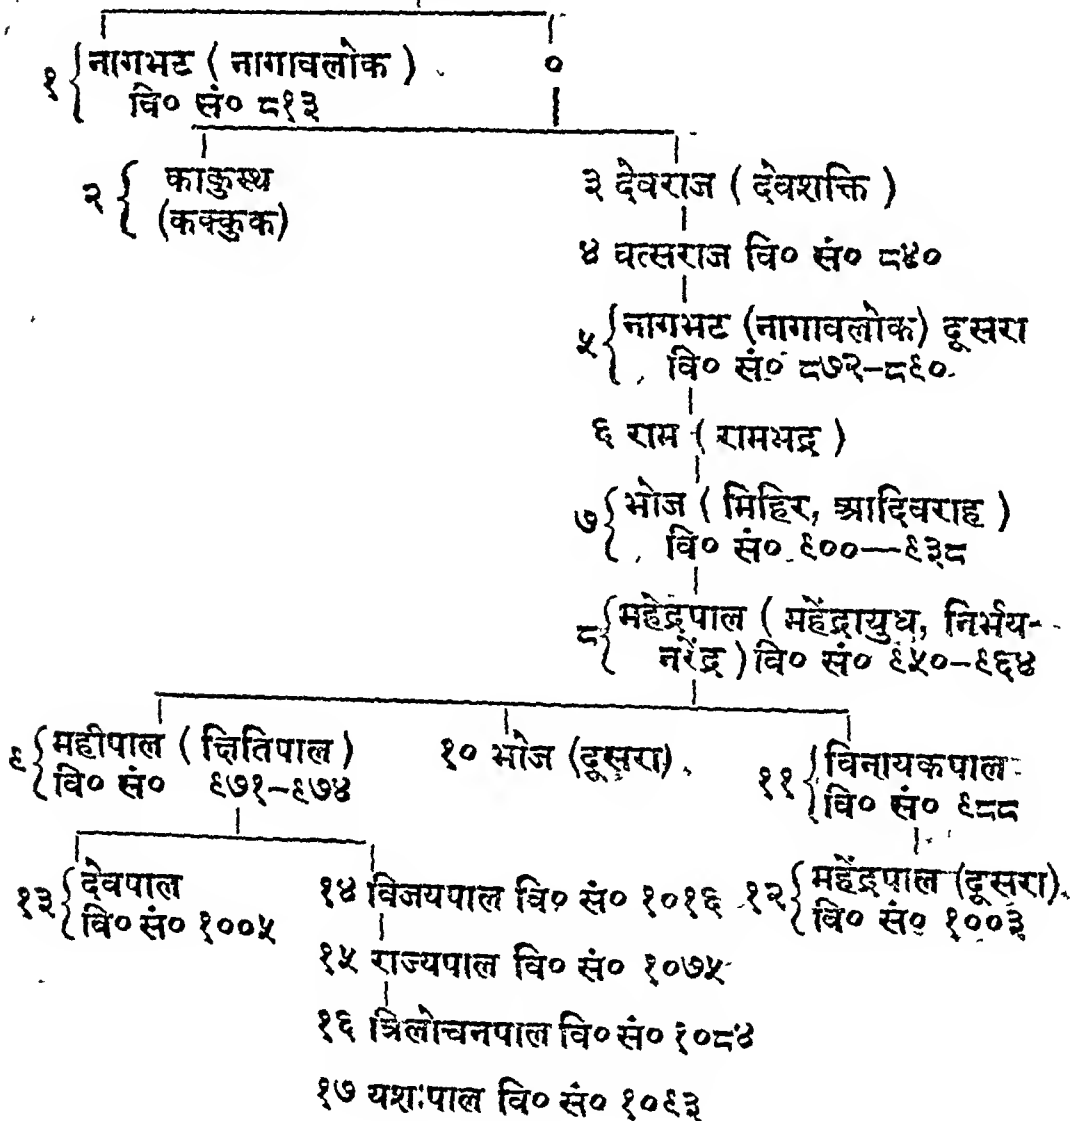 १ { नागभट ( नागावलोक )
वि० सं० ८१३
०
२ { काकुस्थ
(कक्कुक)
३ देवराज ( देवशक्ति )
४ वत्सराज वि० सं० ८४०
५ { नागभट (नागावलोक) दूसरा
वि० सं० ८७२–८९०
६ राम ( रामभद्र )
७ { भोज ( मिहिर, आदिवराह )
वि० सं० ९००—९३८
८ { महेंद्रपाल ( महेंद्रायुध, निर्भय-
नरेंद्र ) वि० सं० ९५०–९६४
९ { महीपाल ( क्षितिपाल )
वि० सं० ९७१–९७४
१० भोज (दूसरा)
११ { विनायकपाल
वि० सं० ९८८
१३ { देवपाल
वि० सं० १००५
१४ विजयपाल वि० सं० १०१६
१२ { महेंद्रपाल (दूसरा)
वि० सं० १००३
१५ राज्यपाल वि० सं० १०७५
१६ त्रिलोचनपाल वि० सं० १०८४
१७ यशःपाल वि० सं० १०९३